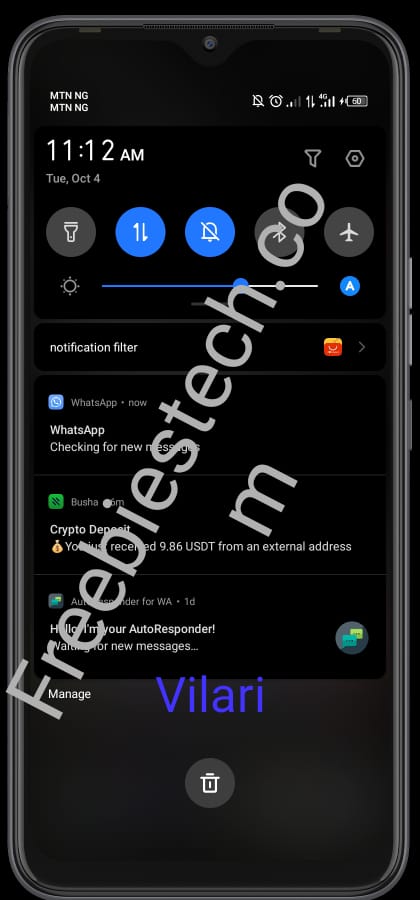 MTN NG
MTN NG
4G
60
11:12 AM
Tue, Oct 4
A
notification filter
WhatsApp • now
WhatsApp
Checking for new messages
Busha • 6m
Crypto Deposit
💰You just received 9.86 USDT from an external address
AutoResponder for WA • 1d
Hello! I'm your AutoResponder!
Waiting for new messages...
Manage
Vilari
Freebiestech.co
m